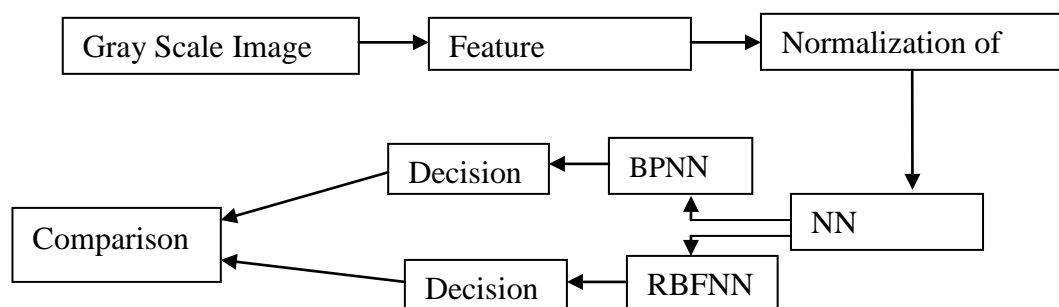 Gray Scale Image
Feature
Normalization of
Decision
BPNN
NN
Comparison
Decision
RBFNN